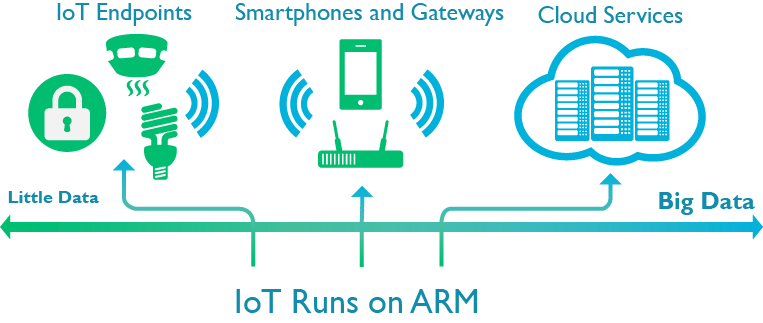 IoT Endpoints
Smartphones and Gateways
Cloud Services
Little Data
Big Data
IoT Runs on ARM